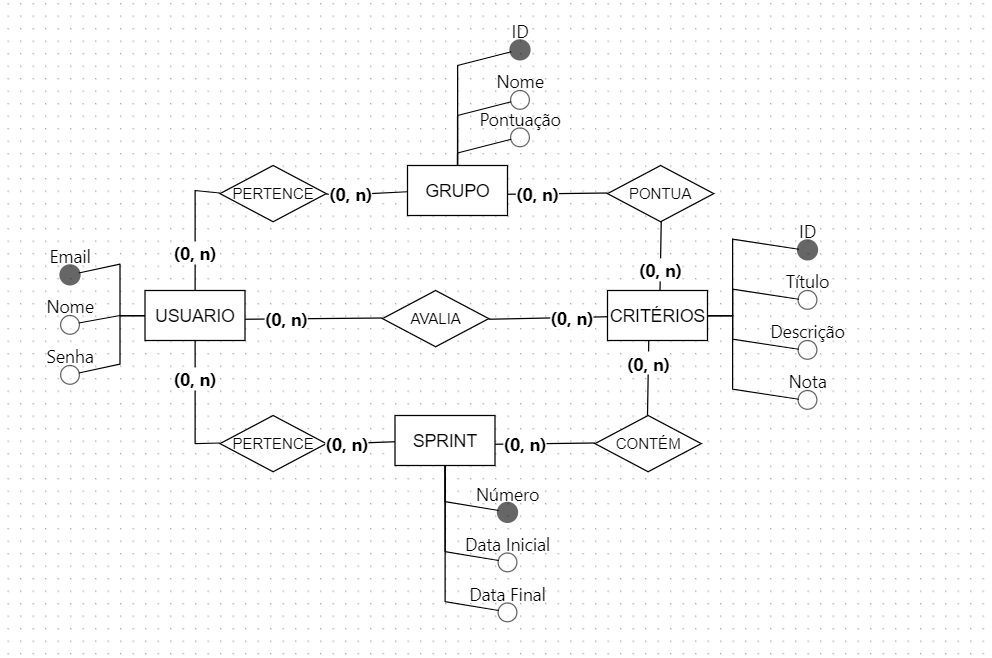 ID
Nome
Pontuação
PERTENCE
(0, n)
GRUPO
(0, n)
PONTUA
(0, n)
(0, n)
ID
Email
Título
Nome
USUARIO
(0, n)
AVALIA
(0, n)
CRITÉRIOS
Descrição
Senha
(0, n)
(0, n)
Nota
PERTENCE
(0, n)
SPRINT
(0, n)
CONTÉM
Número
Data Inicial
Data Final